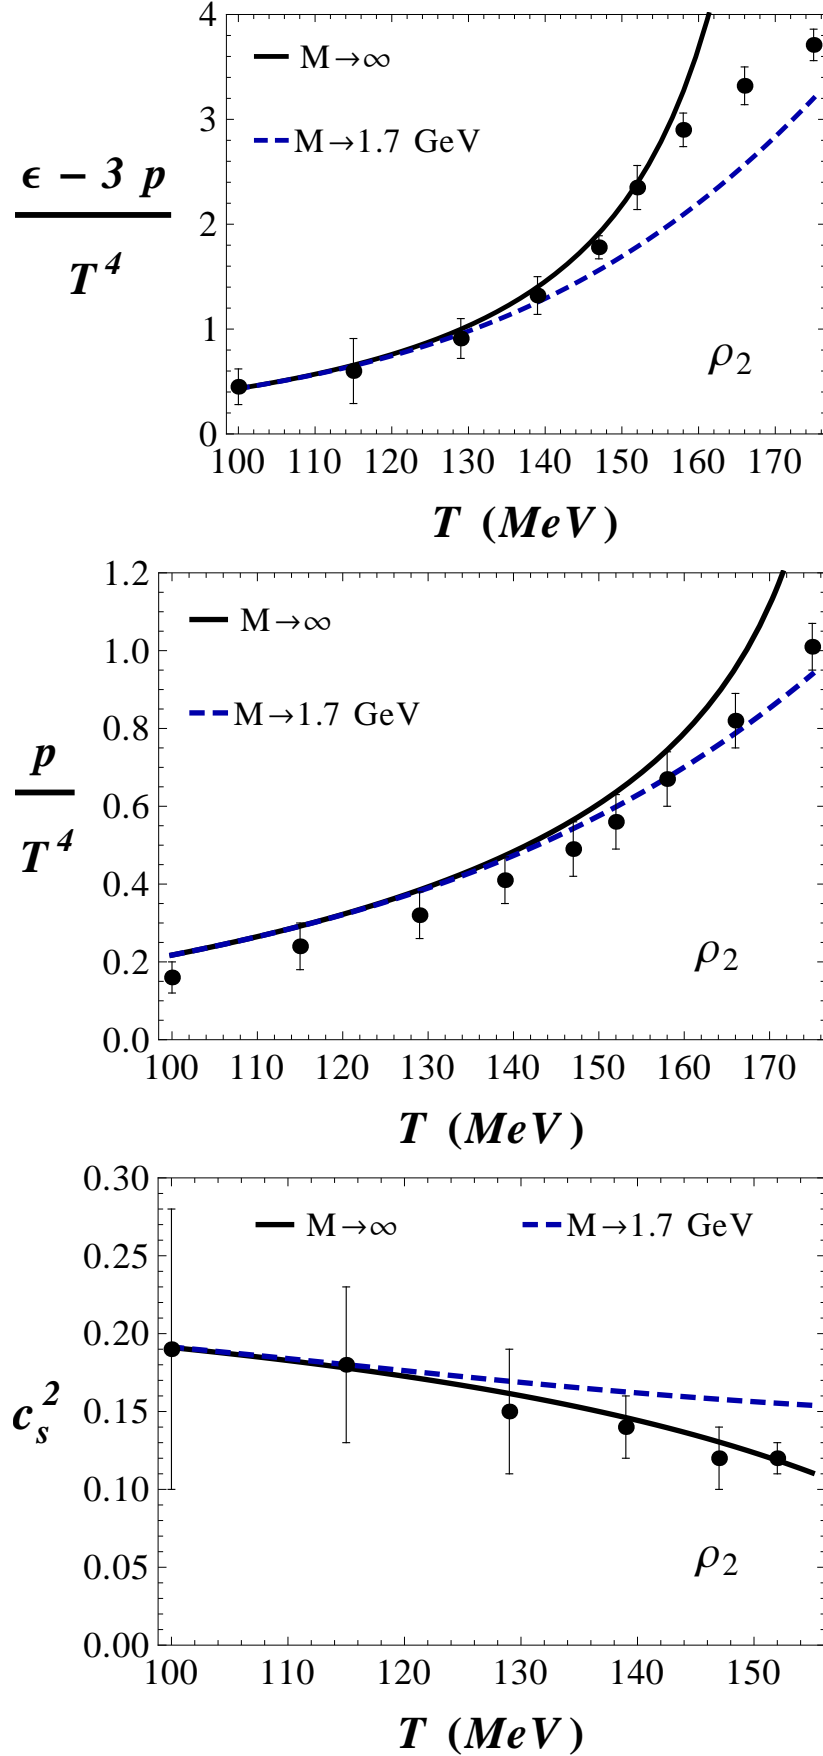 4
M→∞
3
M→1.7 GeV
ϵ − 3 p
T⁴
2
1
ρ₂
0
100 110 120 130 140 150 160 170
T (MeV)
1.2
M→∞
1.0
M→1.7 GeV
0.8
p
T⁴
0.6
0.4
0.2
ρ₂
0.0
100 110 120 130 140 150 160 170
T (MeV)
0.30
M→∞ M→1.7 GeV
0.25
0.20
cₛ²
0.15
0.10
0.05
ρ₂
0.00
100 110 120 130 140 150
T (MeV)